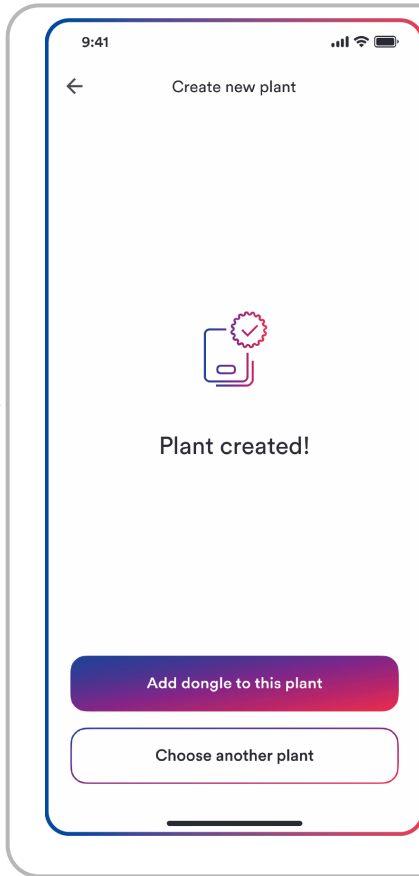 9:41
Create new plant
Plant created!
Add dongle to this plant
Choose another plant